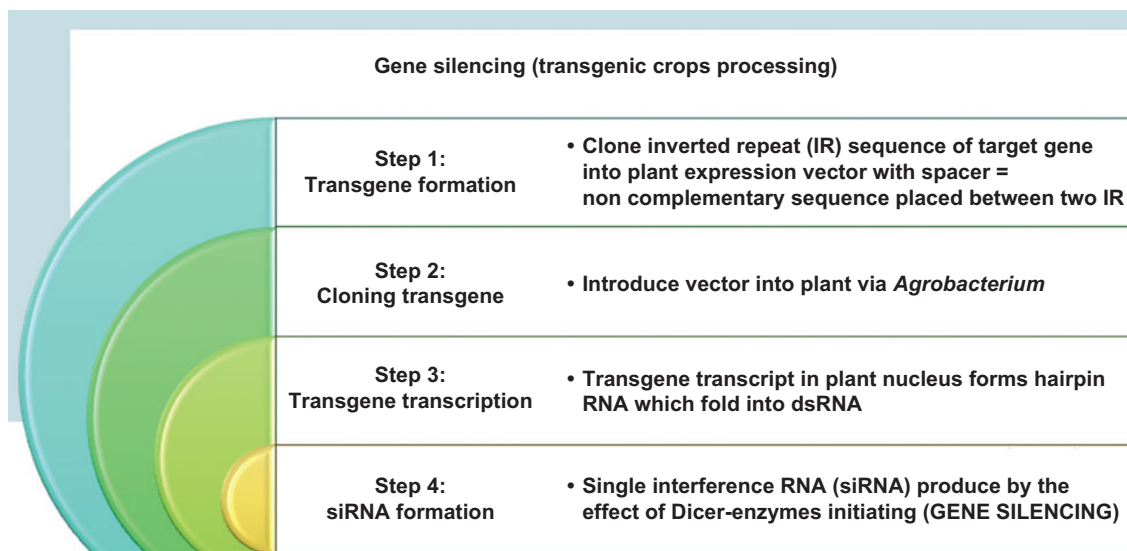 Gene silencing (transgenic crops processing)
Step 1:
Transgene formation
• Clone inverted repeat (IR) sequence of target gene
into plant expression vector with spacer =
non complementary sequence placed between two IR
Step 2:
Cloning transgene
• Introduce vector into plant via Agrobacterium
Step 3:
Transgene transcription
• Transgene transcript in plant nucleus forms hairpin
RNA which fold into dsRNA
Step 4:
siRNA formation
• Single interference RNA (siRNA) produce by the
effect of Dicer-enzymes initiating (GENE SILENCING)